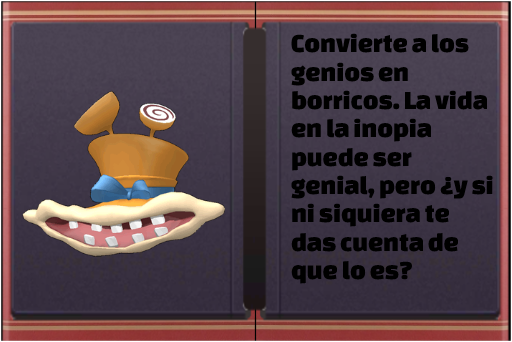 Convierte a los
genios en
borricos. La vida
en la inopia
puede ser
genial, pero ¿y si
ni siquiera te
das cuenta de
que lo es?